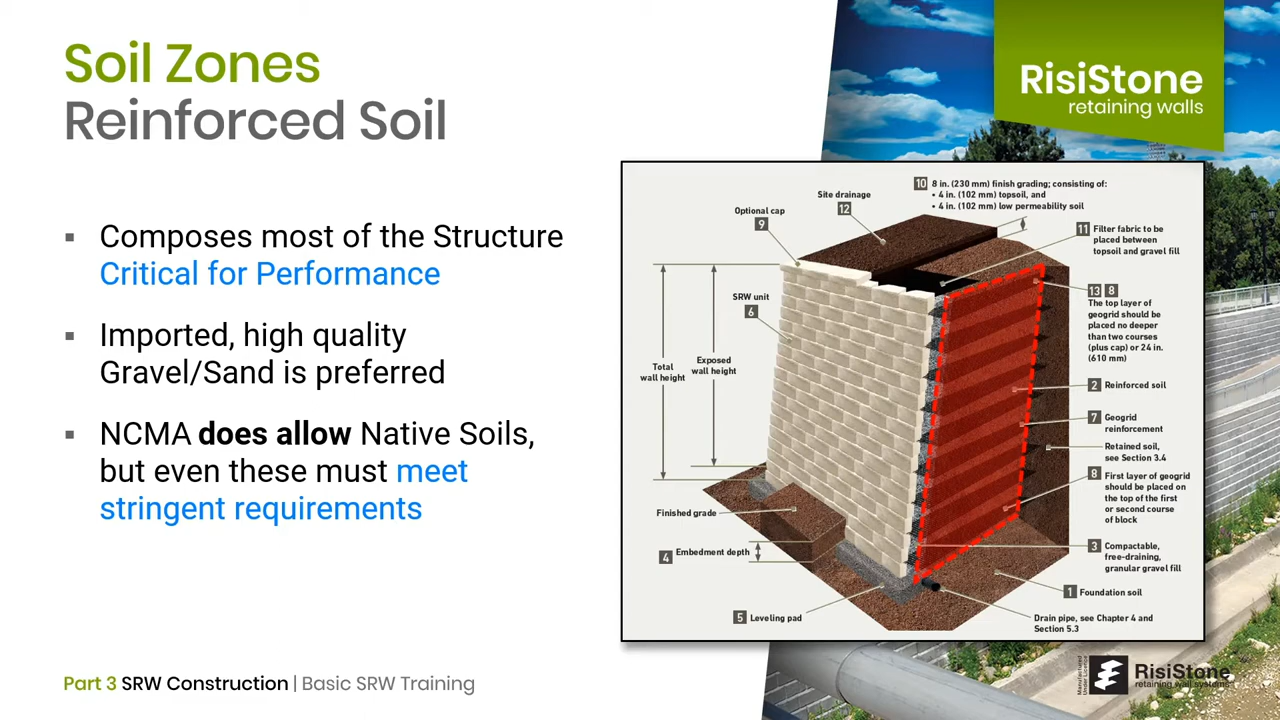 Soil Zones
Reinforced Soil
RisiStone
retaining walls
▪ Composes most of the Structure
Critical for Performance
▪ Imported, high quality
Gravel/Sand is preferred
▪ NCMA does allow Native Soils,
but even these must meet
stringent requirements
10 8 in. (230 mm) finish grading; consisting of:
• 4 in. (102 mm) topsoil, and
• 4 in. (102 mm) low permeability soil
Site drainage
12
Optional cap
9
11 Filter fabric to be
placed between
topsoil and gravel fill
SRW unit
6
13 8
The top layer of
geogrid should be
placed no deeper
than two courses
(plus cap) or 24 in.
(610 mm)
Total
wall height
Exposed
wall height
2 Reinforced soil
7 Geogrid
reinforcement
Retained soil,
see Section 3.4
8 First layer of geogrid
should be placed on
the top of the first
or second course
of block
Finished grade
4 Embedment depth
3 Compactable,
free-draining,
granular gravel fill
1 Foundation soil
5 Leveling pad
Drain pipe, see Chapter 4 and
Section 5.3
Part 3 SRW Construction | Basic SRW Training
Manufactured
Under Licence
RisiStone
retaining wall systems